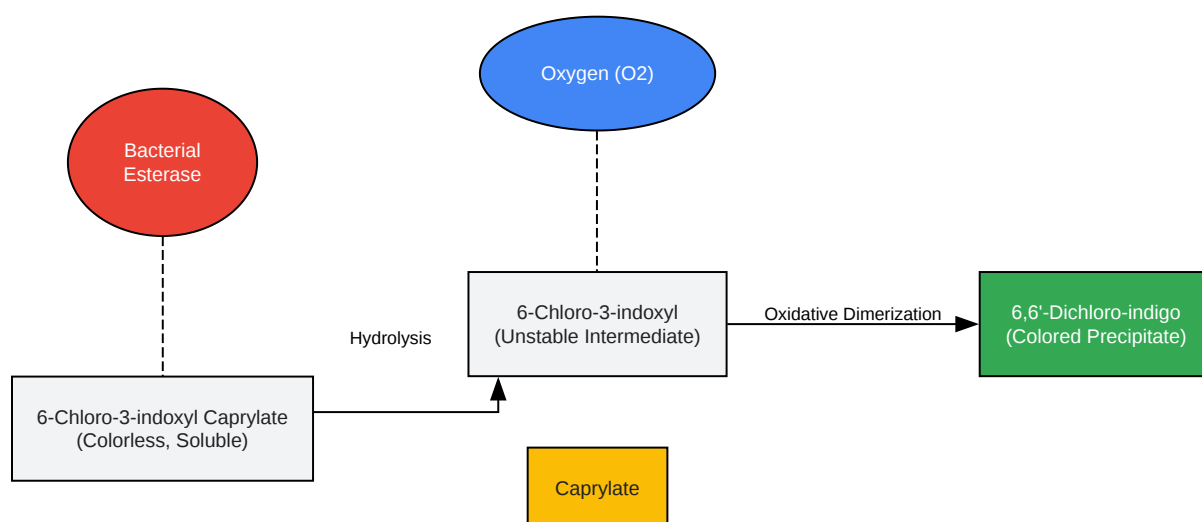 Oxygen (O2)
Bacterial
Esterase
6-Chloro-3-indoxyl
(Unstable Intermediate)
Oxidative Dimerization
6,6'-Dichloro-indigo
(Colored Precipitate)
Hydrolysis
6-Chloro-3-indoxyl Caprylate
(Colorless, Soluble)
Caprylate